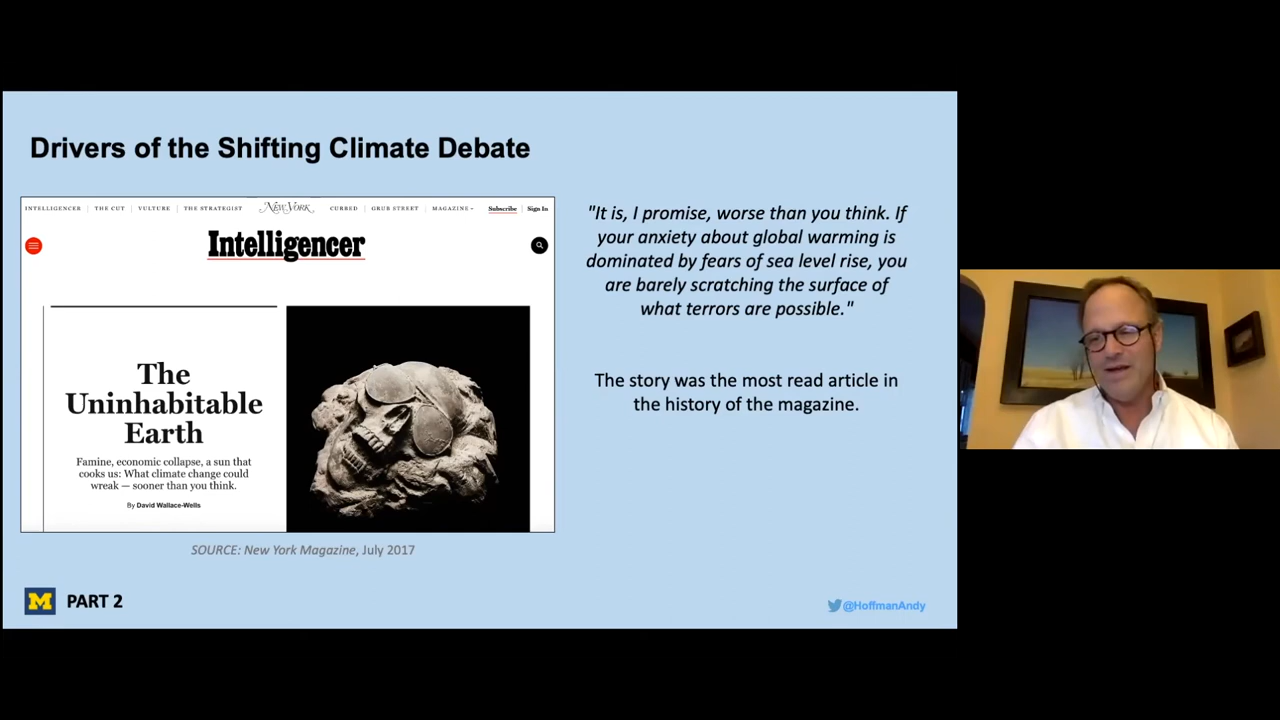 Drivers of the Shifting Climate Debate
INTELLIGENCER | THE CUT | VULTURE | THE STRATEGIST NEW YORK CURBED | GRUB STREET | MAGAZINE Subscribe | Sign In
Intelligencer
The
Uninhabitable
Earth
Famine, economic collapse, a sun that
cooks us: What climate change could
wreak — sooner than you think.
By David Wallace-Wells
SOURCE: New York Magazine, July 2017
"It is, I promise, worse than you think. If
your anxiety about global warming is
dominated by fears of sea level rise, you
are barely scratching the surface of
what terrors are possible."
The story was the most read article in
the history of the magazine.
M PART 2
@HoffmanAndy